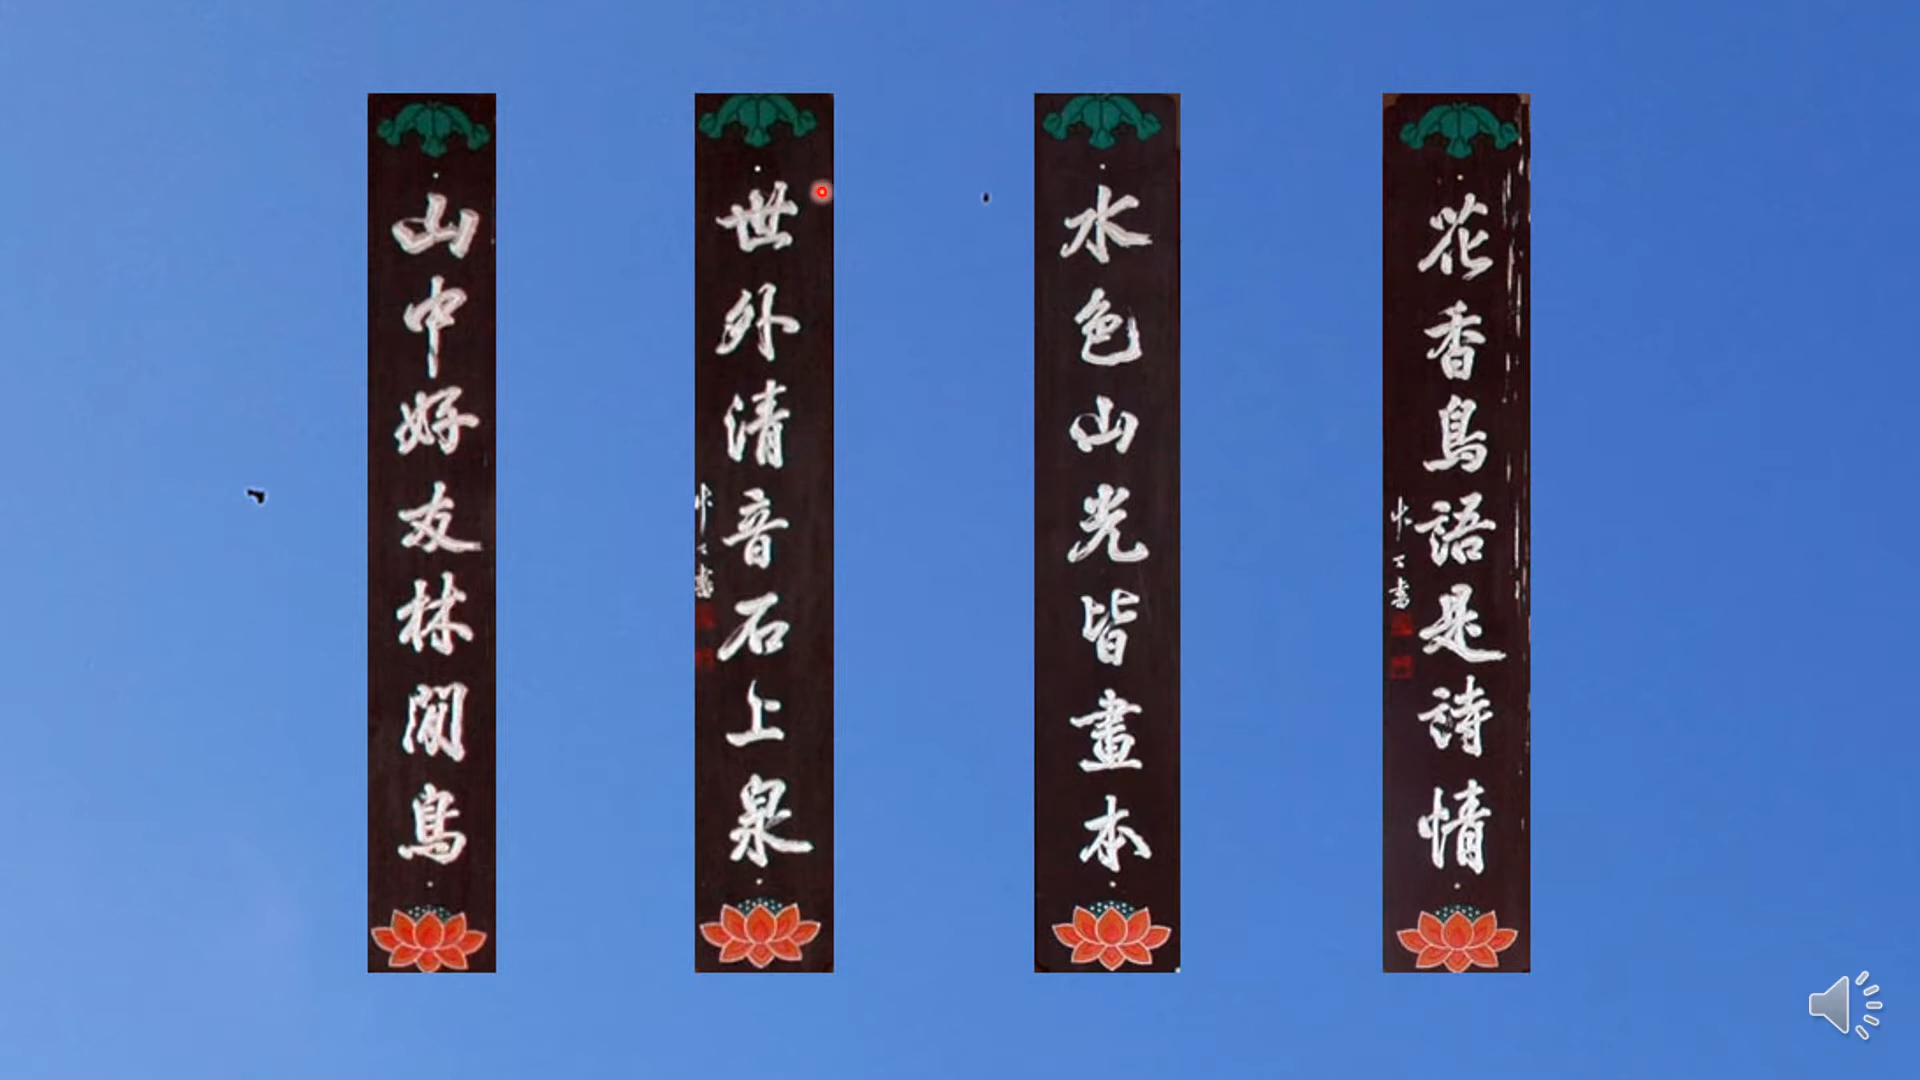 山中好友林間鳥
世外清音石上泉
水色山光皆畫本
花香鳥語是詩情